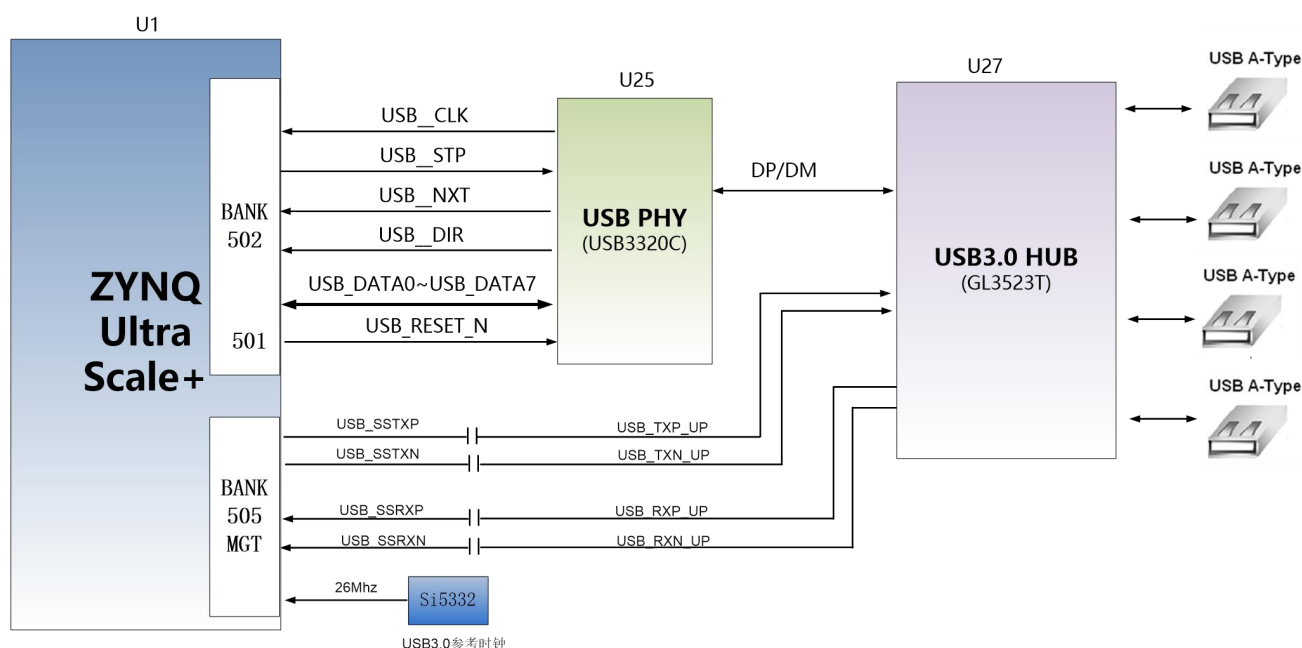 U1
U25
U27
USB A-Type
USB__CLK
USB__STP
DP/DM
USB A-Type
USB__NXT
BANK
502
USB PHY
(USB3320C)
USB__DIR
USB3.0 HUB
(GL3523T)
USB_DATA0~USB_DATA7
USB A-Type
ZYNQ
Ultra
Scale+
USB_RESET_N
501
USB A-Type
USB_SSTXP
USB_TXP_UP
USB_SSTXN
USB_TXN_UP
BANK
505
MGT
USB_SSRXP
USB_RXP_UP
USB_SSRXN
USB_RXN_UP
26Mhz
Si5332
USB3.0参考时钟